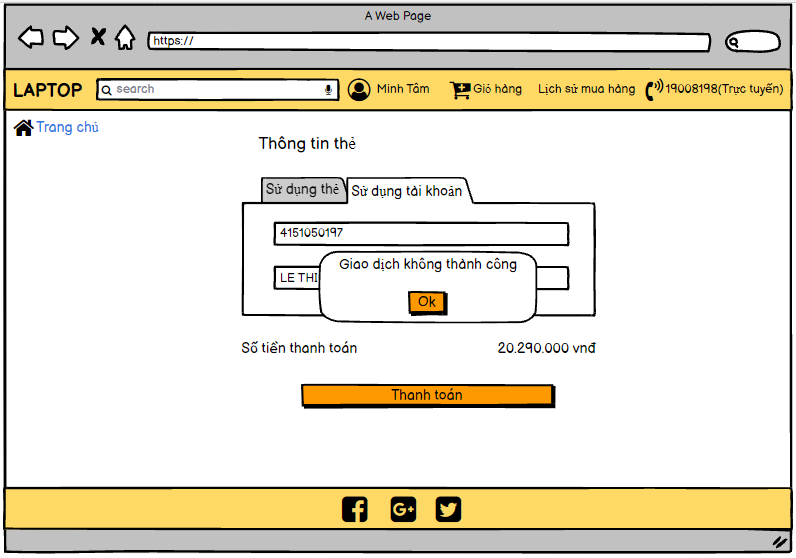 A Web Page
https://
LAPTOP
search
Minh Tâm
Giỏ hàng
Lịch sử mua hàng
19008198(Trực tuyến)
Trang chủ
Thông tin thẻ
Sử dụng thẻ
Sử dụng tài khoản
4151050197
Giao dịch không thành công
LE THI
Ok
Số tiền thanh toán
20.290.000 vnđ
Thanh toán